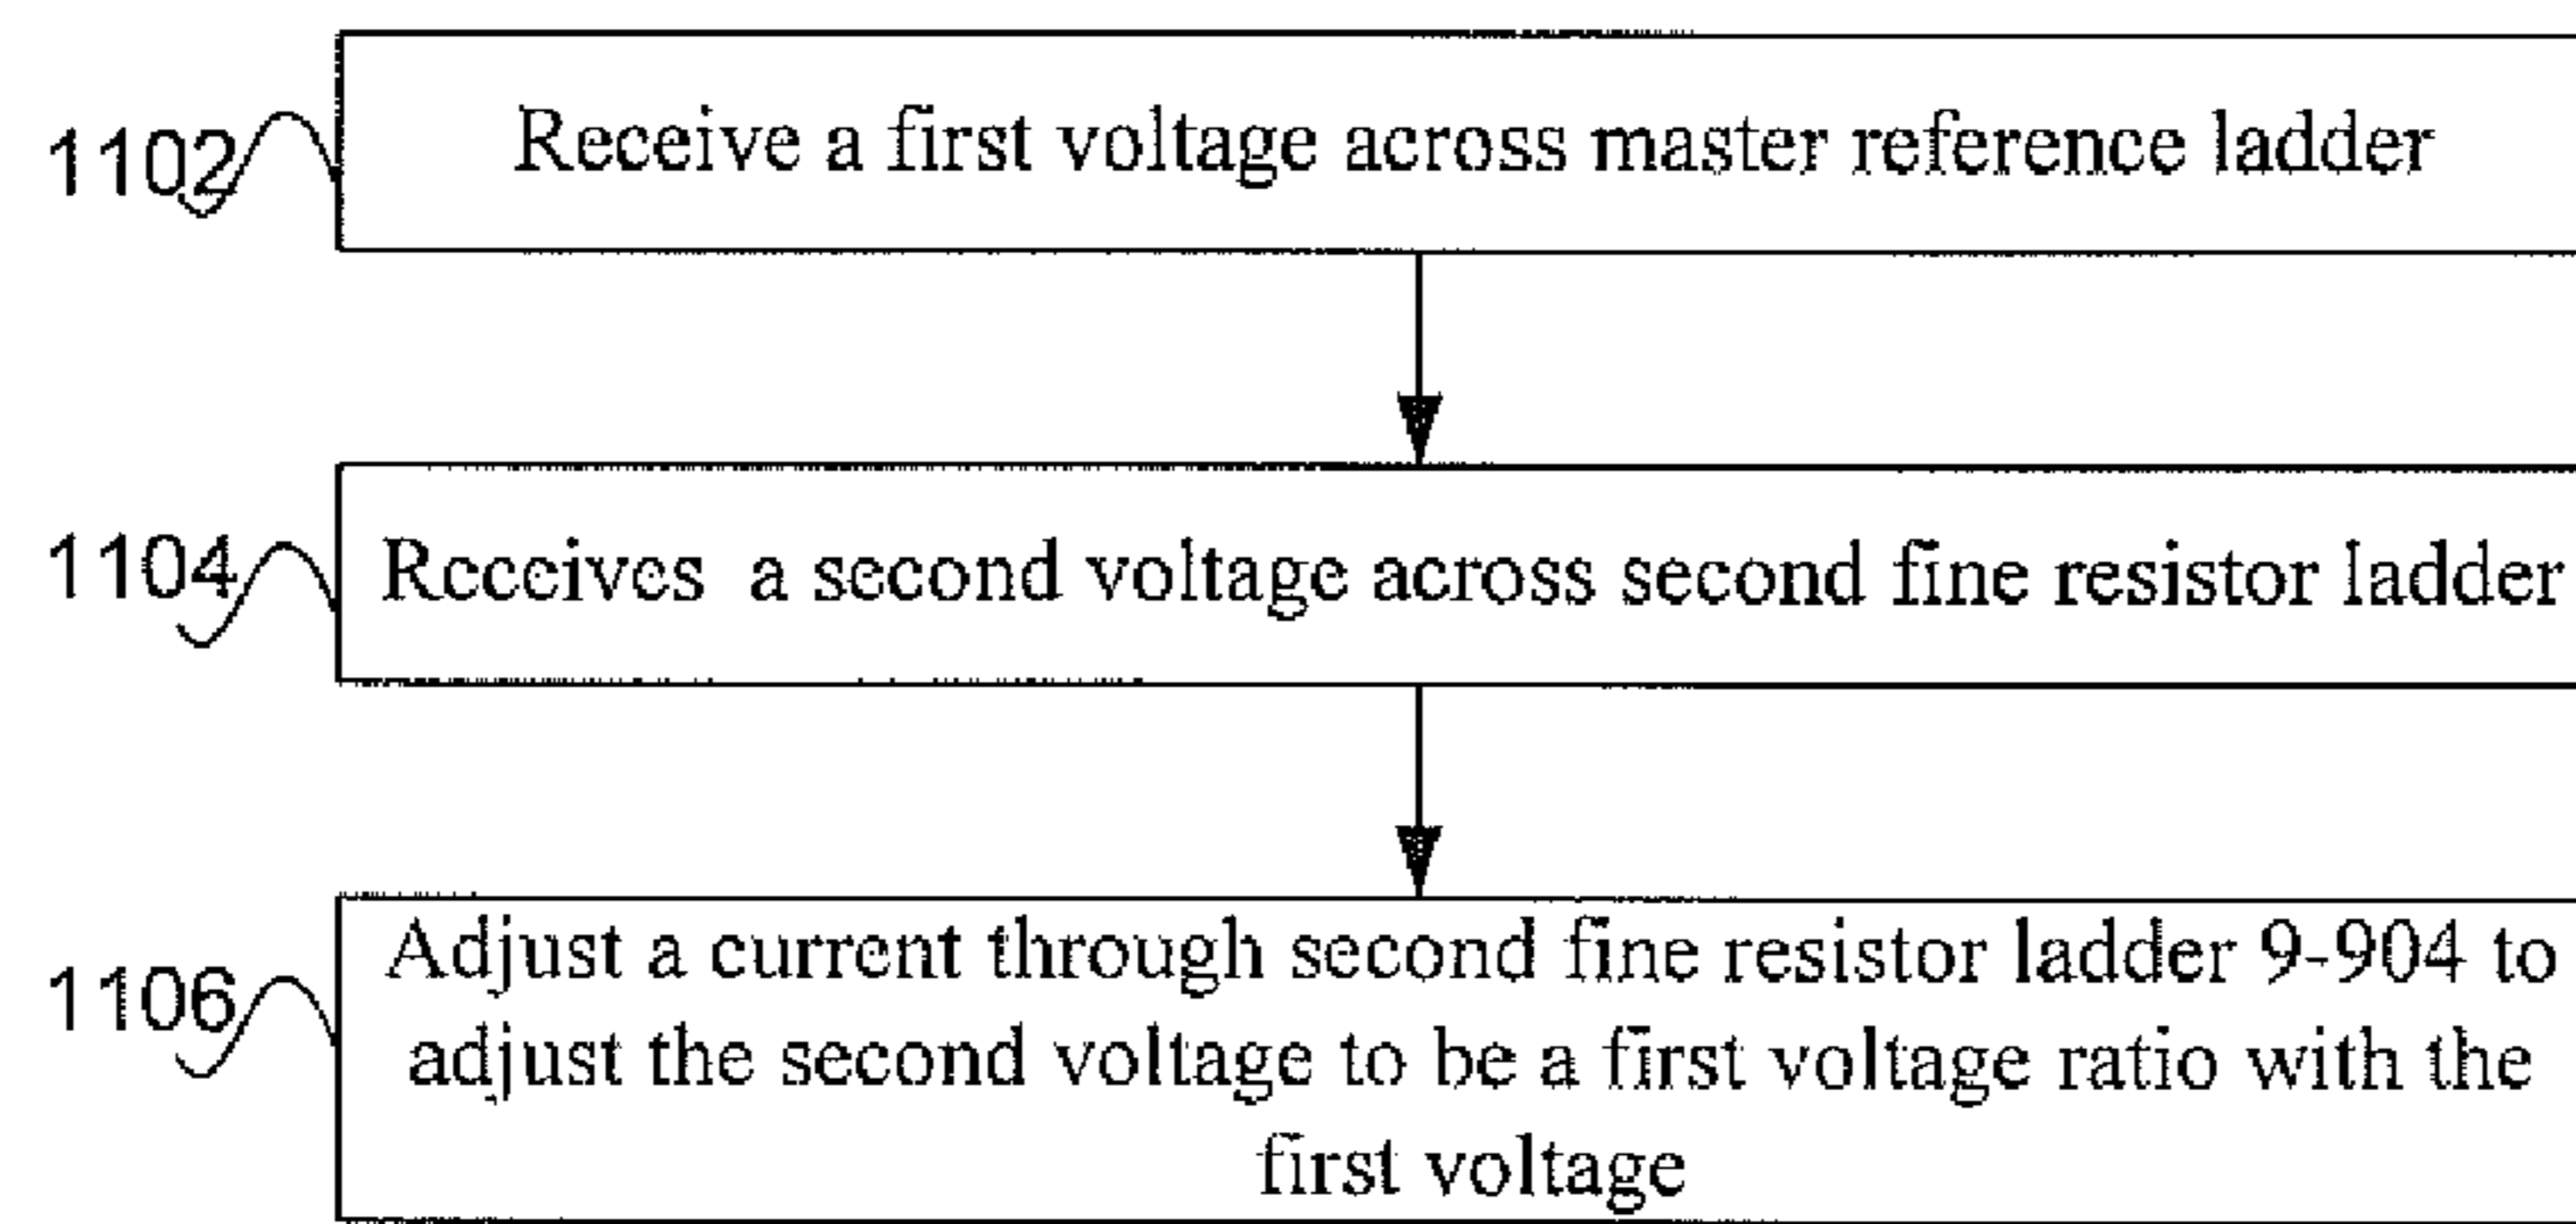 1102
Receive a first voltage across master reference ladder
1104
Receives a second voltage across second fine resistor ladder
1106
Adjust a current through second fine resistor ladder 9-904 to
adjust the second voltage to be a first voltage ratio with the
first voltage